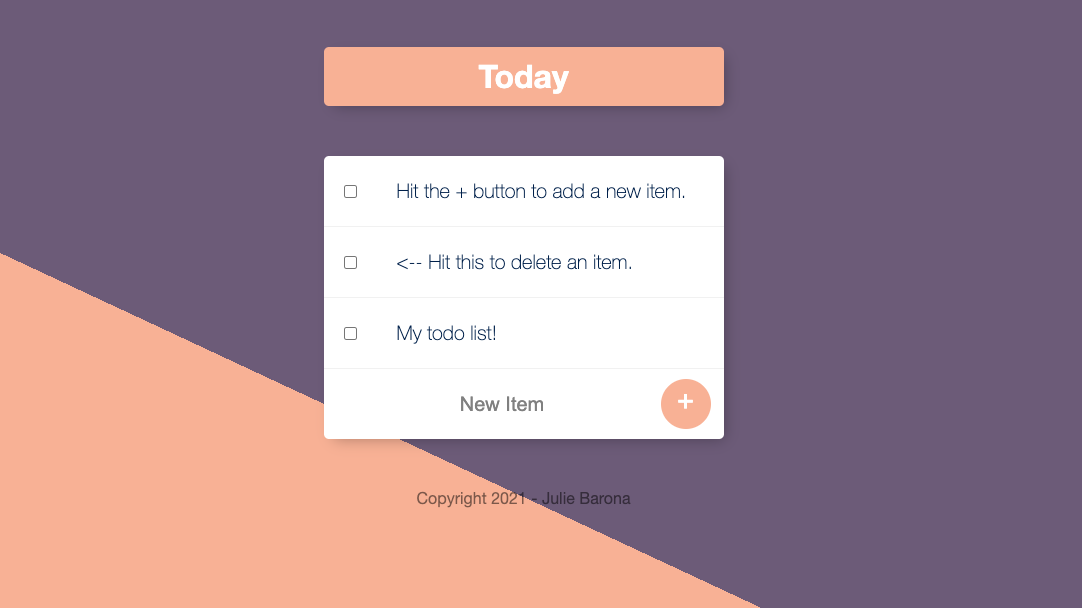 Today
Hit the + button to add a new item.
<-- Hit this to delete an item.
My todo list!
New Item +
Copyright 2021 - Julie Barona